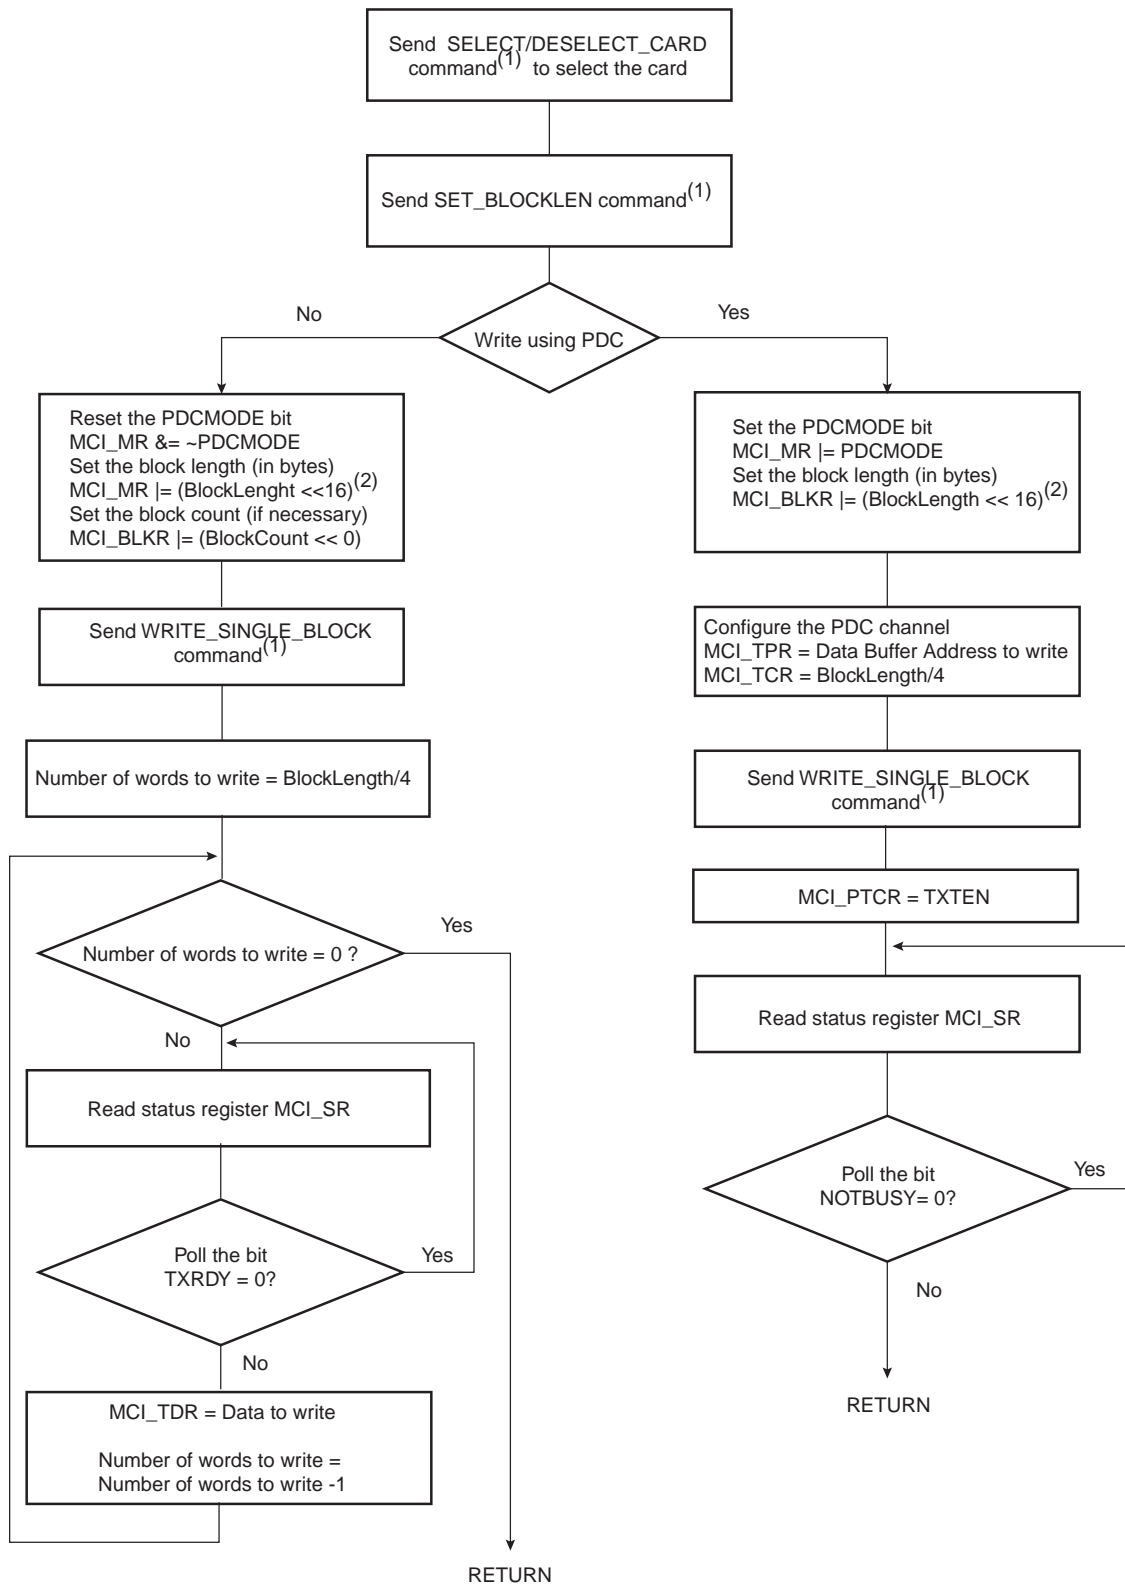 Send SELECT/DESELECT_CARD
command(1) to select the card
Send SET_BLOCKLEN command(1)
No
Yes
Write using PDC
Reset the PDCMODE bit
MCI_MR &= ~PDCMODE
Set the block length (in bytes)
MCI_MR |= (BlockLenght <<16)(2)
Set the block count (if necessary)
MCI_BLKR |= (BlockCount << 0)
Send WRITE_SINGLE_BLOCK
command(1)
Number of words to write = BlockLength/4
Number of words to write = 0 ?
Yes
No
Read status register MCI_SR
Poll the bit
TXRDY = 0?
Yes
No
MCI_TDR = Data to write
Number of words to write =
Number of words to write -1
RETURN
Set the PDCMODE bit
MCI_MR |= PDCMODE
Set the block length (in bytes)
MCI_BLKR |= (BlockLength << 16)(2)
Configure the PDC channel
MCI_TPR = Data Buffer Address to write
MCI_TCR = BlockLength/4
Send WRITE_SINGLE_BLOCK
command(1)
MCI_PTCR = TXTEN
Read status register MCI_SR
Poll the bit
NOTBUSY= 0?
Yes
No
RETURN